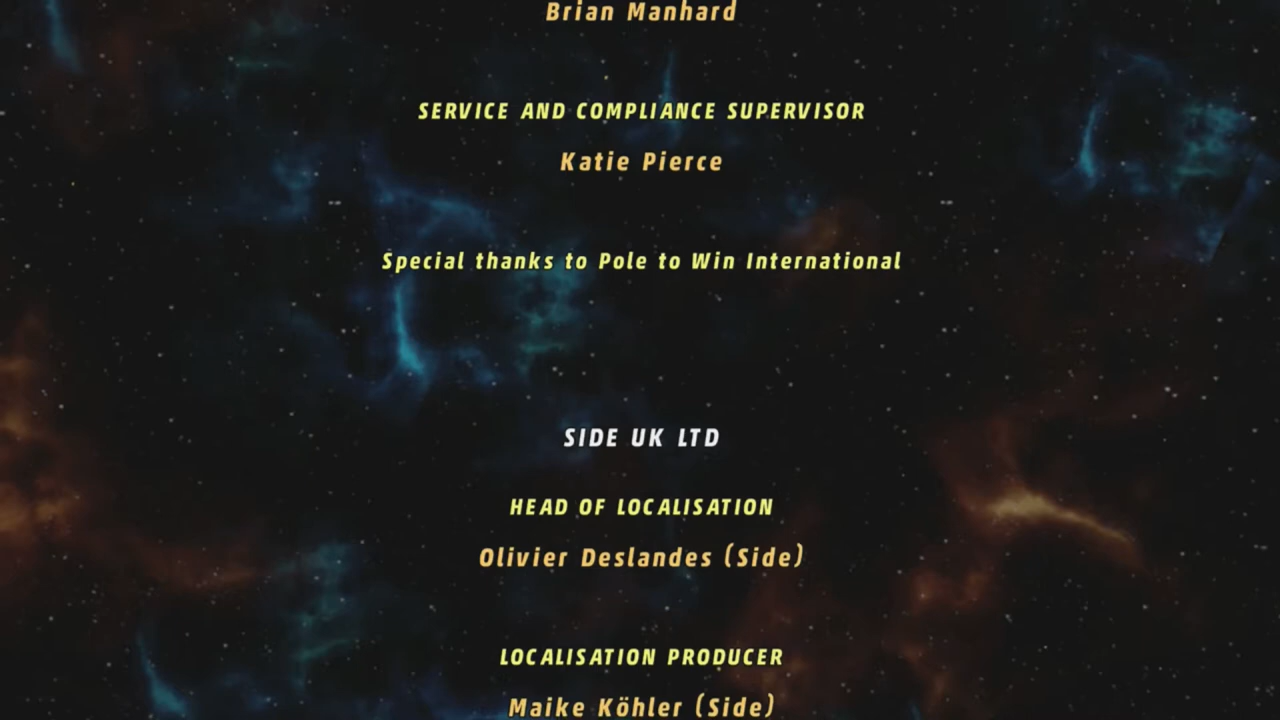 Brian Manhard
SERVICE AND COMPLIANCE SUPERVISOR
Katie Pierce
Special thanks to Pole to Win International
SIDE UK LTD
HEAD OF LOCALISATION
Olivier Deslandes (Side)
LOCALISATION PRODUCER
Maike Köhler (Side)